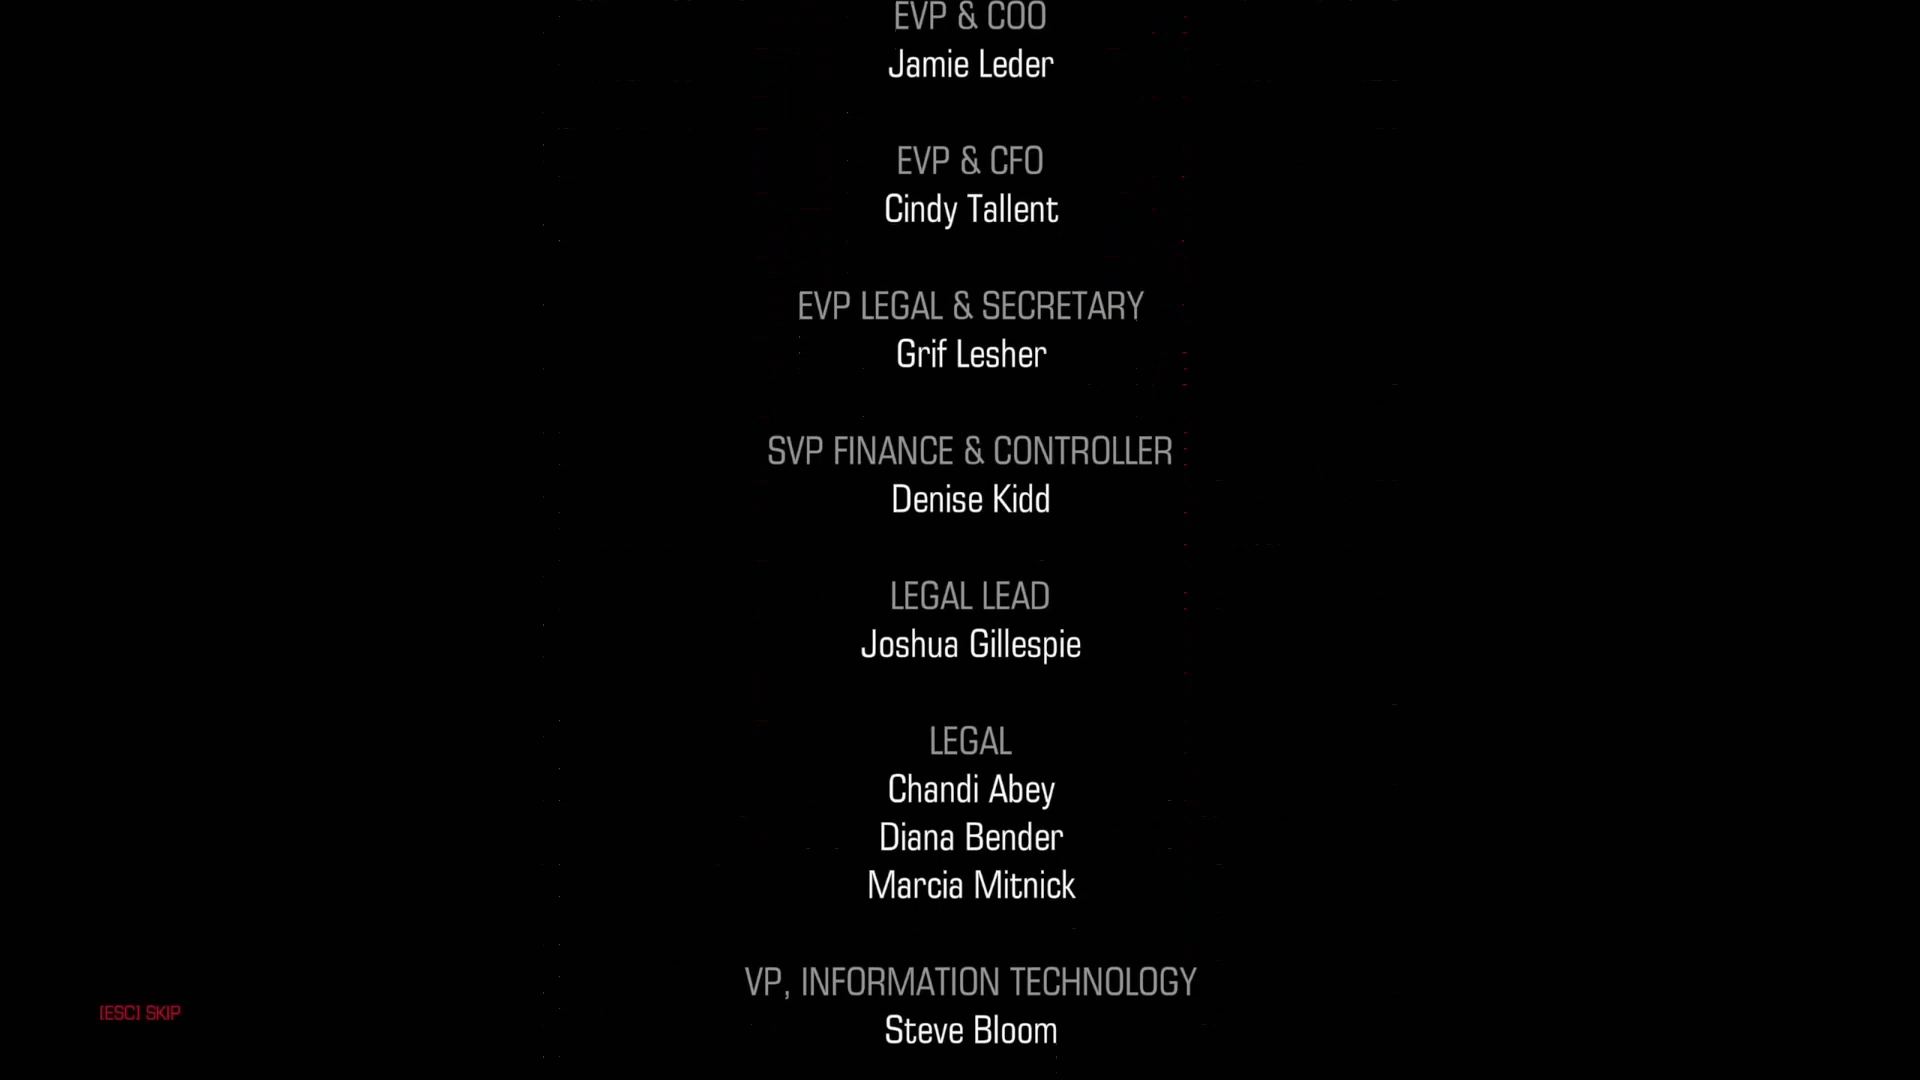 EVP & COO
Jamie Leder
EVP & CFO
Cindy Tallent
EVP LEGAL & SECRETARY
Grif Lesher
SVP FINANCE & CONTROLLER
Denise Kidd
LEGAL LEAD
Joshua Gillespie
LEGAL
Chandi Abey
Diana Bender
Marcia Mitnick
VP, INFORMATION TECHNOLOGY
Steve Bloom
[ESC] SKIP